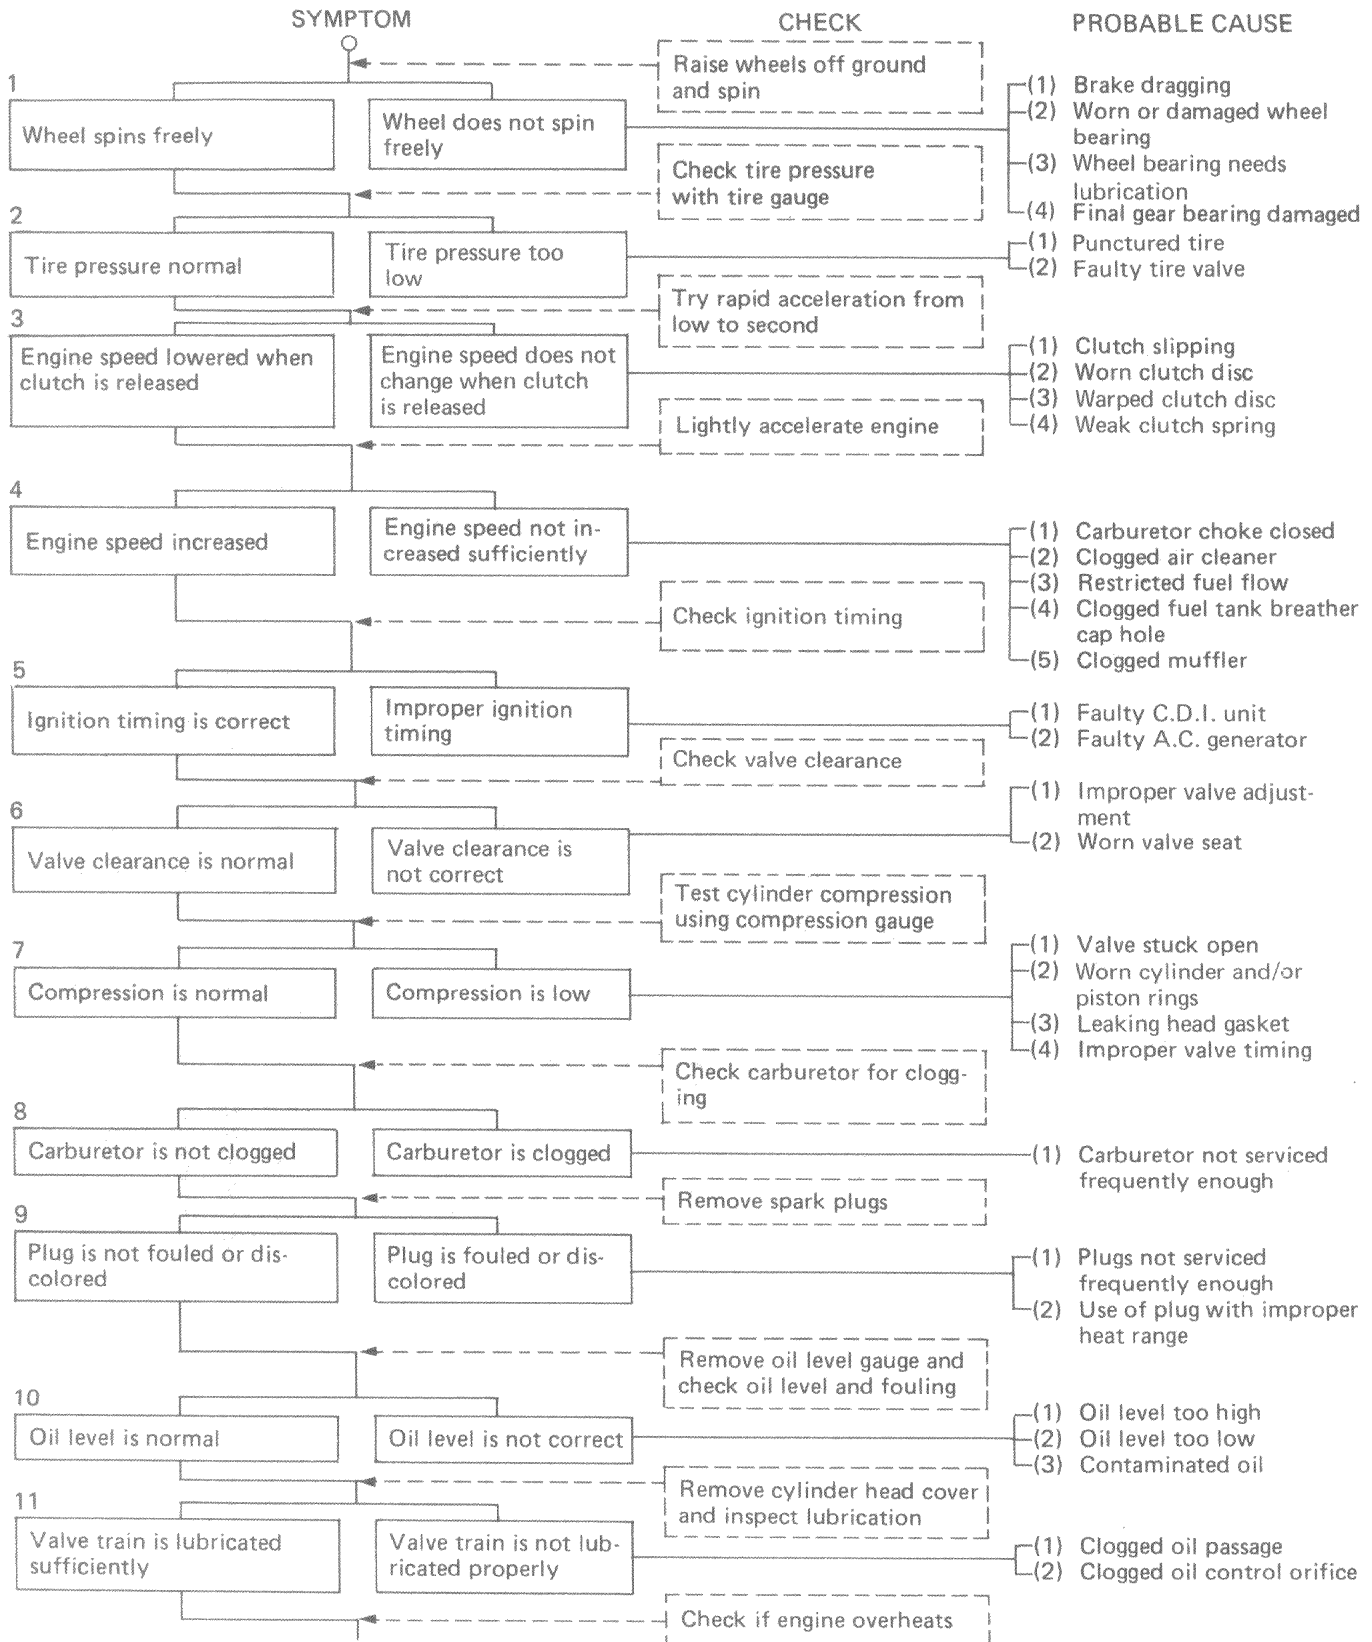 SYMPTOM
CHECK
PROBABLE CAUSE
Raise wheels off ground
and spin
1
Wheel spins freely
Wheel does not spin
freely
(1) Brake dragging
(2) Worn or damaged wheel
bearing
(3) Wheel bearing needs
lubrication
(4) Final gear bearing damaged
Check tire pressure
with tire gauge
2
Tire pressure normal
Tire pressure too
low
(1) Punctured tire
(2) Faulty tire valve
Try rapid acceleration from
low to second
3
Engine speed lowered when
clutch is released
Engine speed does not
change when clutch
is released
(1) Clutch slipping
(2) Worn clutch disc
(3) Warped clutch disc
(4) Weak clutch spring
Lightly accelerate engine
4
Engine speed increased
Engine speed not in-
creased sufficiently
(1) Carburetor choke closed
(2) Clogged air cleaner
(3) Restricted fuel flow
(4) Clogged fuel tank breather
cap hole
(5) Clogged muffler
Check ignition timing
5
Ignition timing is correct
Improper ignition
timing
(1) Faulty C.D.I. unit
(2) Faulty A.C. generator
Check valve clearance
6
Valve clearance is normal
Valve clearance is
not correct
(1) Improper valve adjust-
ment
(2) Worn valve seat
Test cylinder compression
using compression gauge
7
Compression is normal
Compression is low
(1) Valve stuck open
(2) Worn cylinder and/or
piston rings
(3) Leaking head gasket
(4) Improper valve timing
Check carburetor for clogg-
ing
8
Carburetor is not clogged
Carburetor is clogged
(1) Carburetor not serviced
frequently enough
Remove spark plugs
9
Plug is not fouled or dis-
colored
Plug is fouled or dis-
colored
(1) Plugs not serviced
frequently enough
(2) Use of plug with improper
heat range
Remove oil level gauge and
check oil level and fouling
10
Oil level is normal
Oil level is not correct
(1) Oil level too high
(2) Oil level too low
(3) Contaminated oil
Remove cylinder head cover
and inspect lubrication
11
Valve train is lubricated
sufficiently
Valve train is not lub-
ricated properly
(1) Clogged oil passage
(2) Clogged oil control orifice
Check if engine overheats